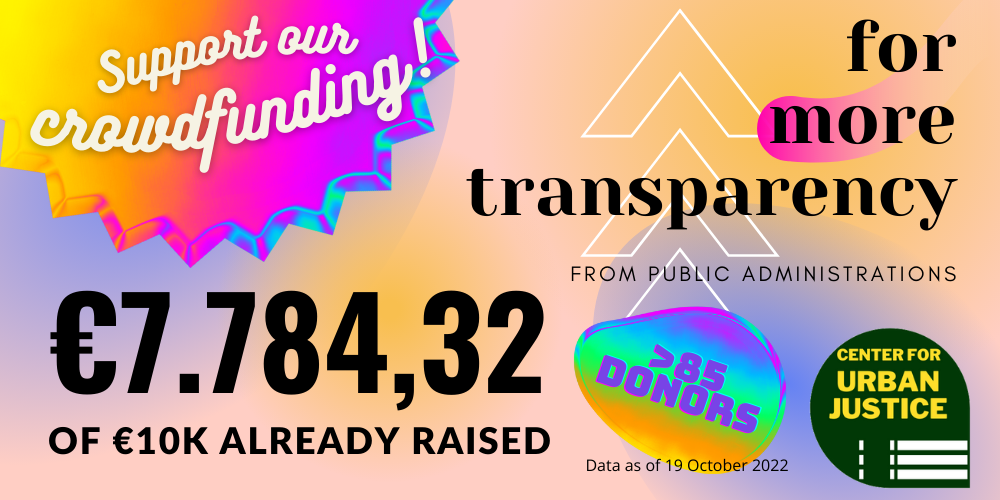 Support our
crowdfunding!
for
more
transparency
FROM PUBLIC ADMINISTRATIONS
€7.784,32
OF €10K ALREADY RAISED
>85
DONORS
Data as of 19 October 2022
CENTER FOR
URBAN
JUSTICE